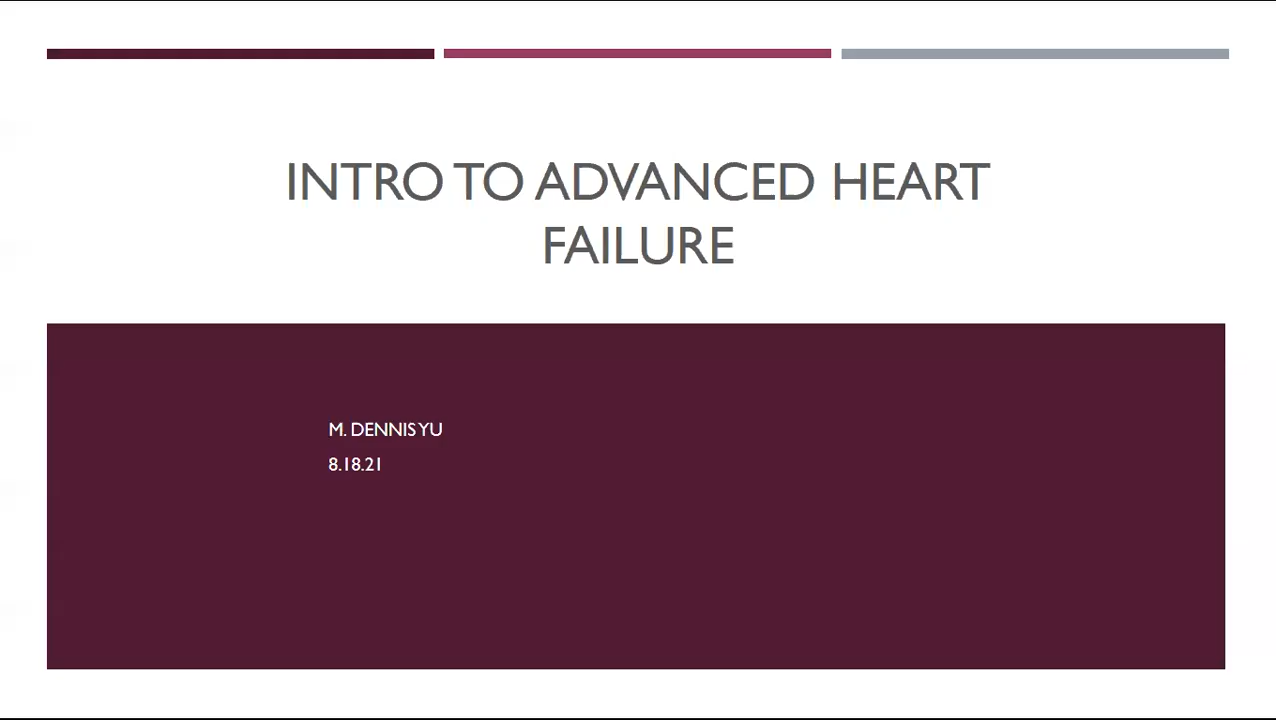 INTRO TO ADVANCED HEART
FAILURE
M. DENNIS YU
8.18.21